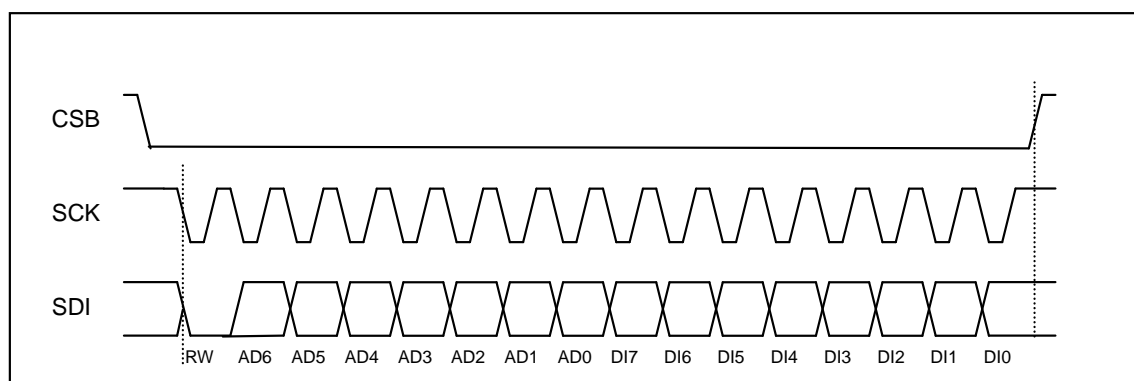 CSB
SCK
SDI
RW AD6 AD5 AD4 AD3 AD2 AD1 AD0 DI7 DI6 DI5 DI4 DI3 DI2 DI1 DI0